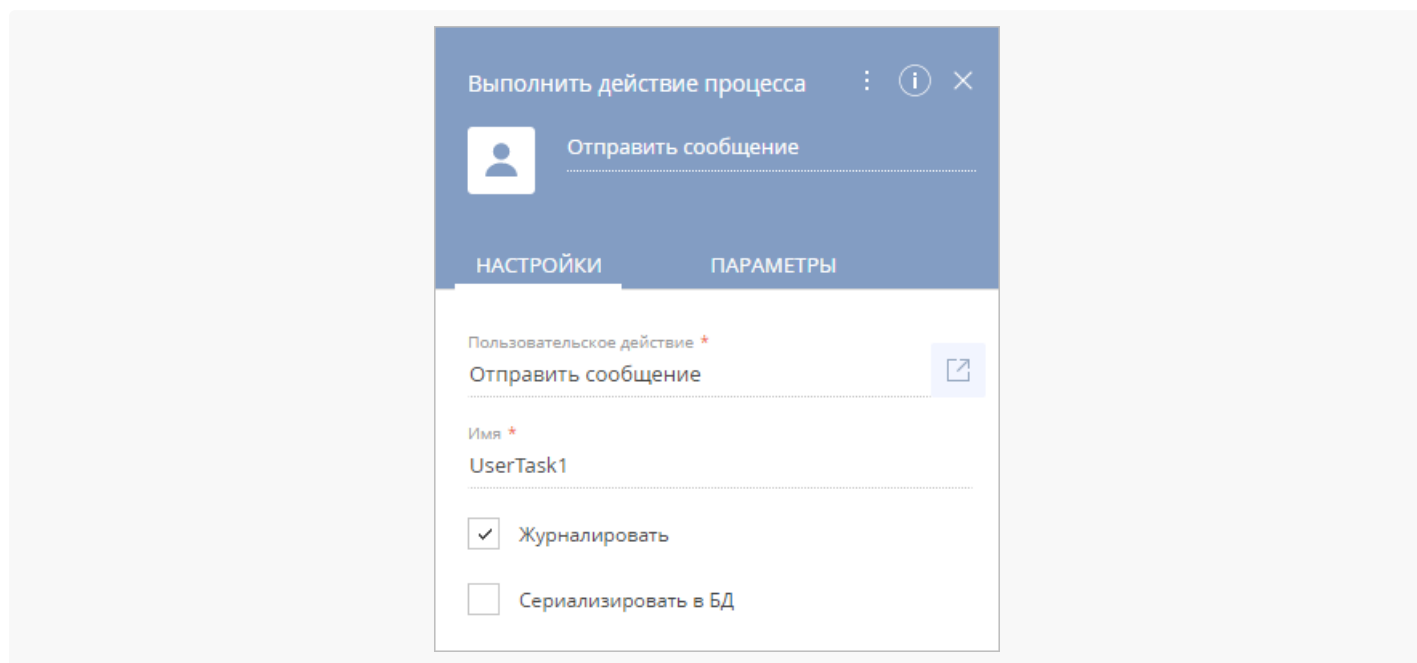 Выполнить действие процесса
Отправить сообщение
НАСТРОЙКИ ПАРАМЕТРЫ
Пользовательское действие *
Отправить сообщение
Имя *
UserTask1
Журналировать
Сериализировать в БД